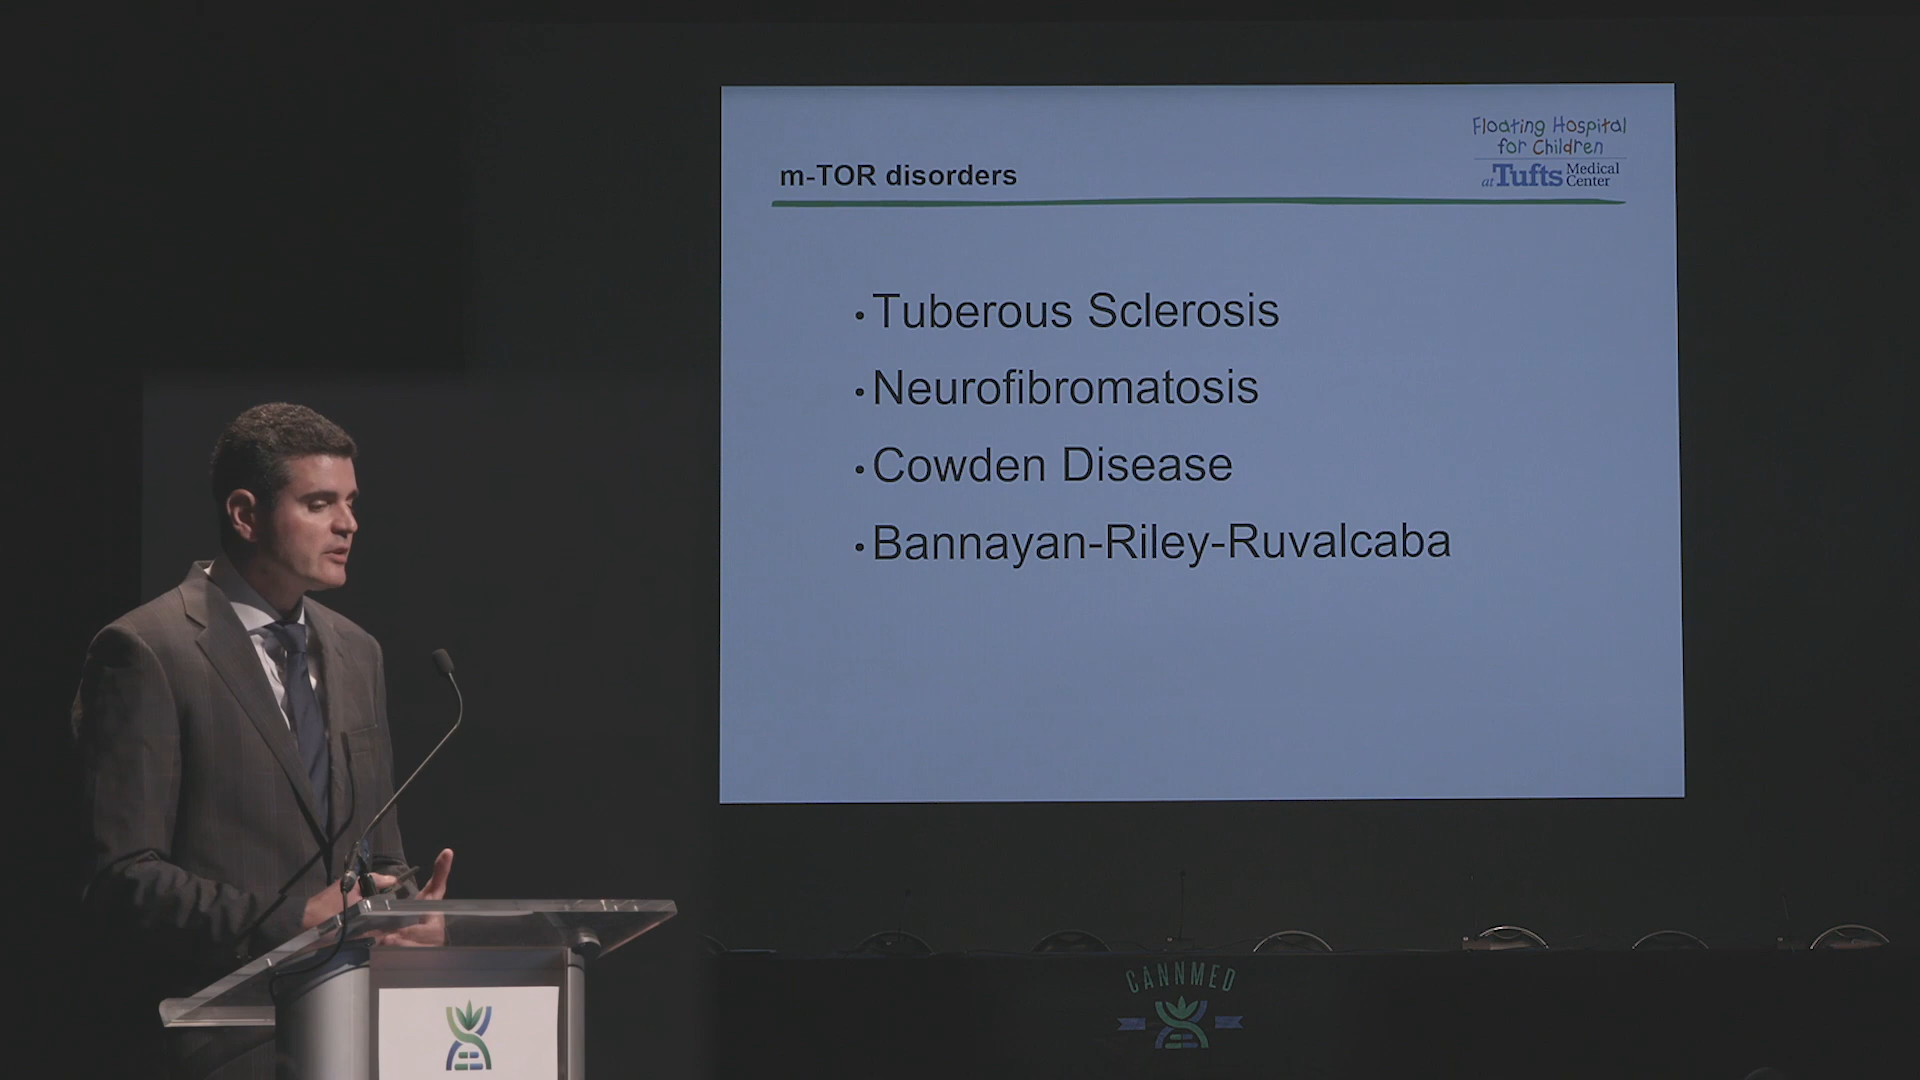 Floating Hospital
for Children
at Tufts Medical Center
m-TOR disorders
• Tuberous Sclerosis
• Neurofibromatosis
• Cowden Disease
• Bannayan-Riley-Ruvalcaba
CANNMED